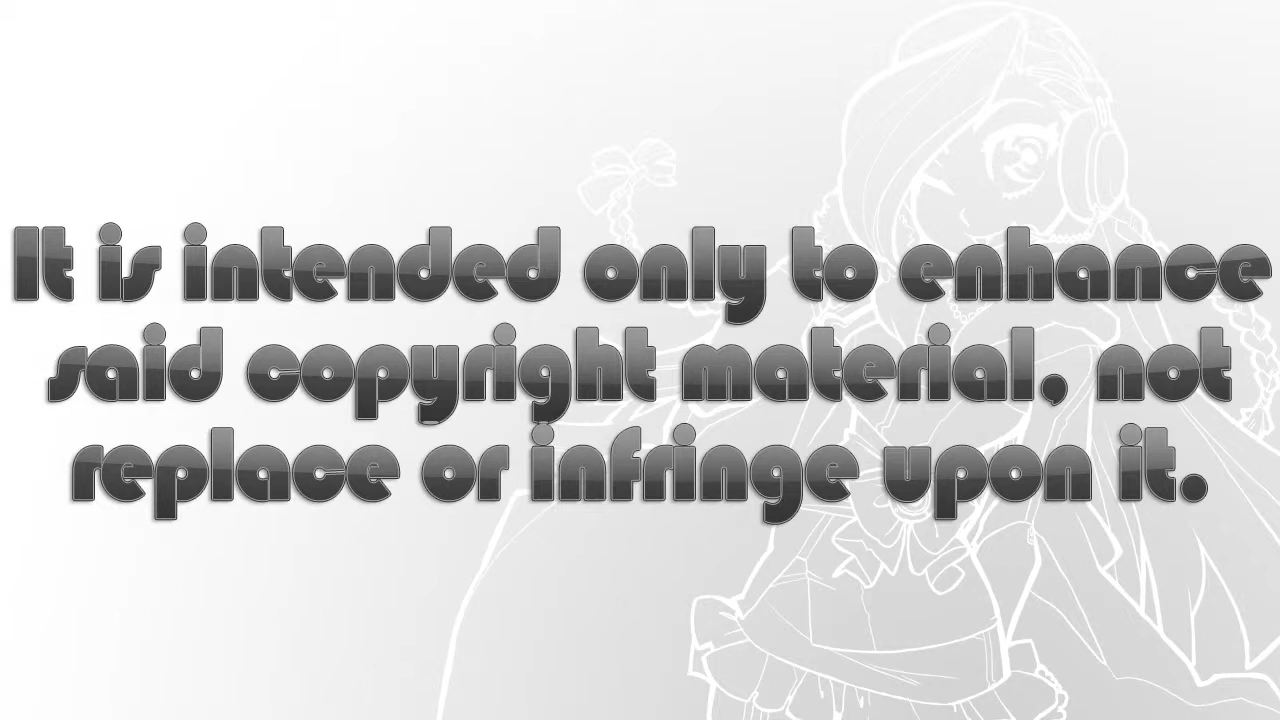 It is intended only to enhance
said copyright material, not
replace or infringe upon it.